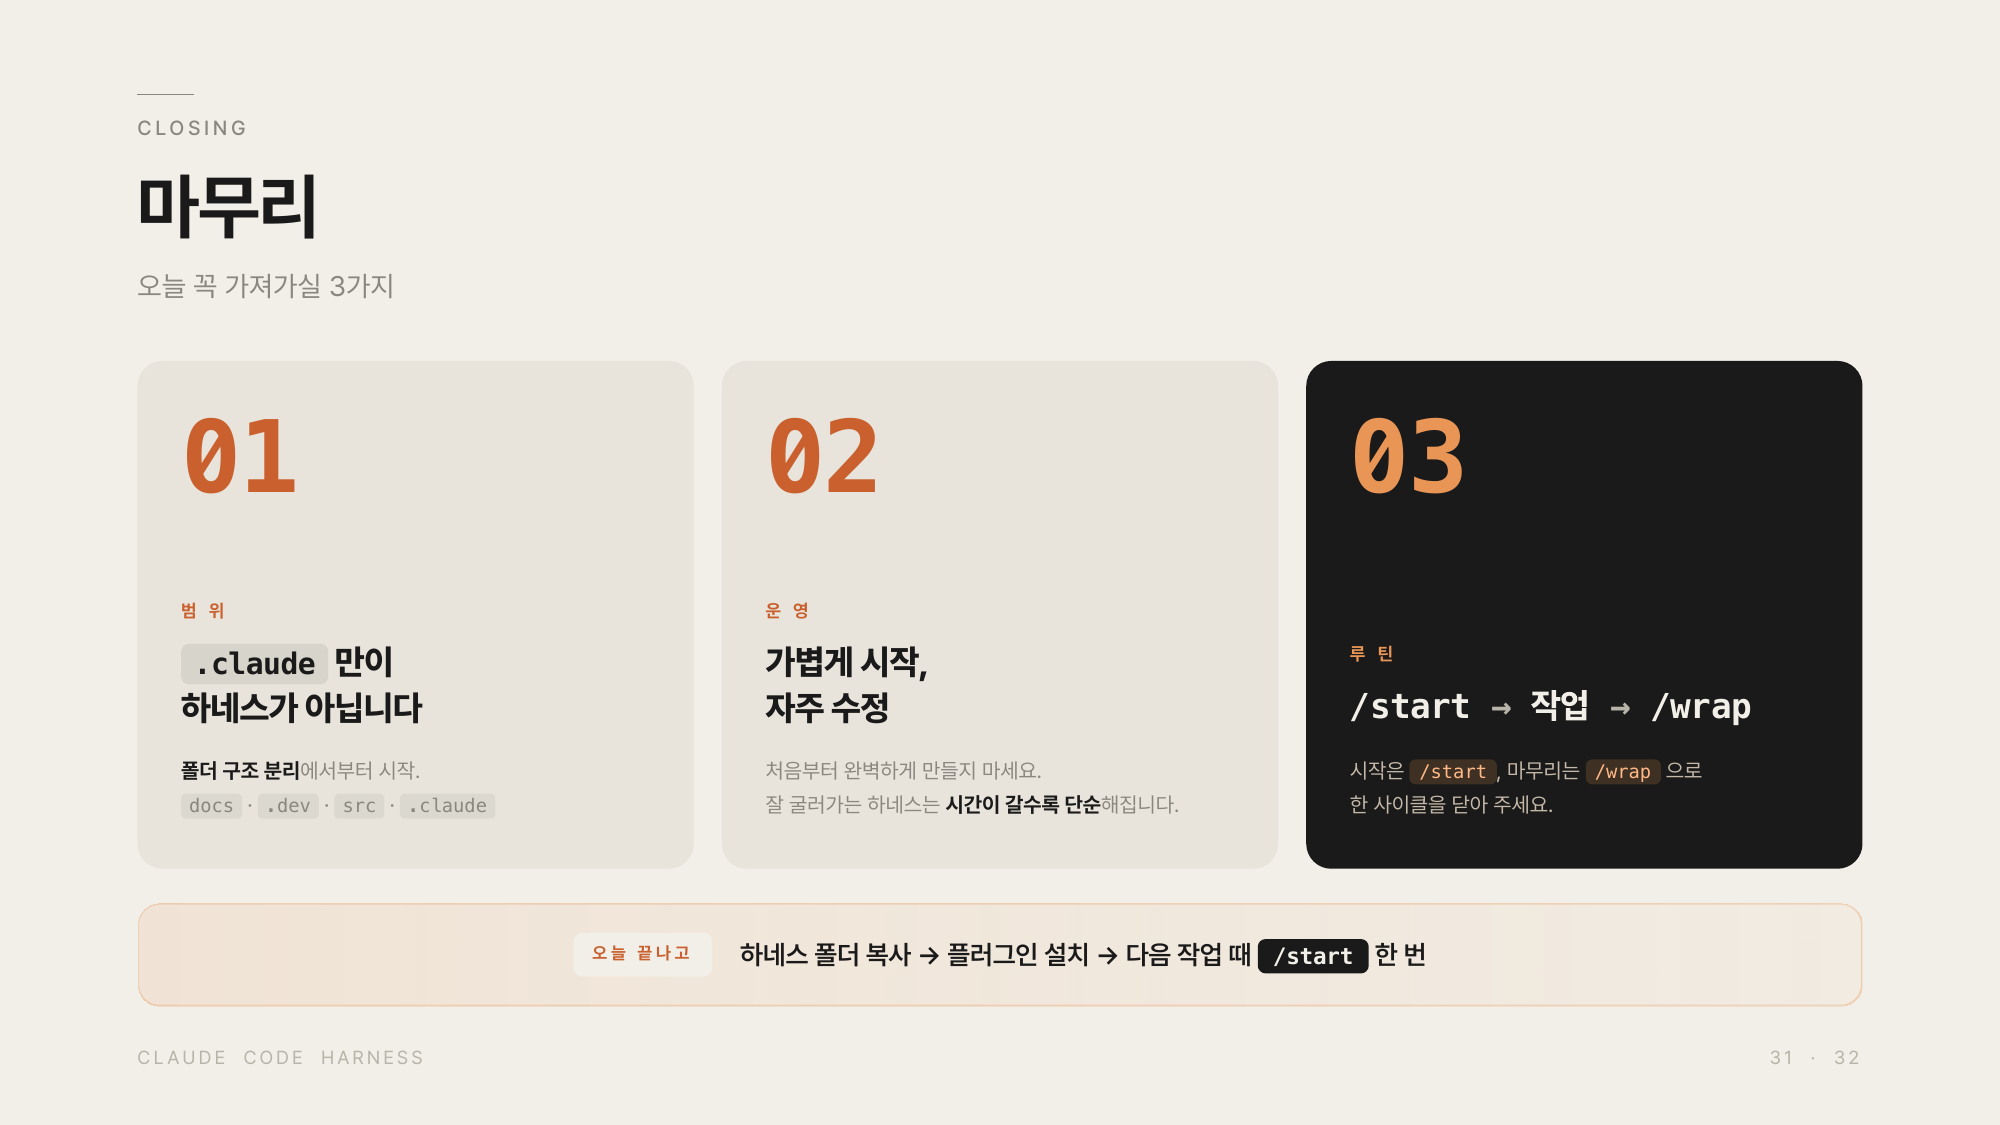 CLOSING
마무리
오늘 꼭 가져가실 3가지
01
범위
.claude 만이
하네스가 아닙니다
폴더 구조 분리에서부터 시작.
docs · .dev · src · .claude
02
운영
가볍게 시작,
자주 수정
처음부터 완벽하게 만들지 마세요.
잘 굴러가는 하네스는 시간이 갈수록 단순해집니다.
03
루틴
/start → 작업 → /wrap
시작은 /start, 마무리는 /wrap 으로
한 사이클을 닫아 주세요.
오늘 끝나고 하네스 폴더 복사 → 플러그인 설치 → 다음 작업 때 /start 한 번
CLAUDE CODE HARNESS
31 · 32